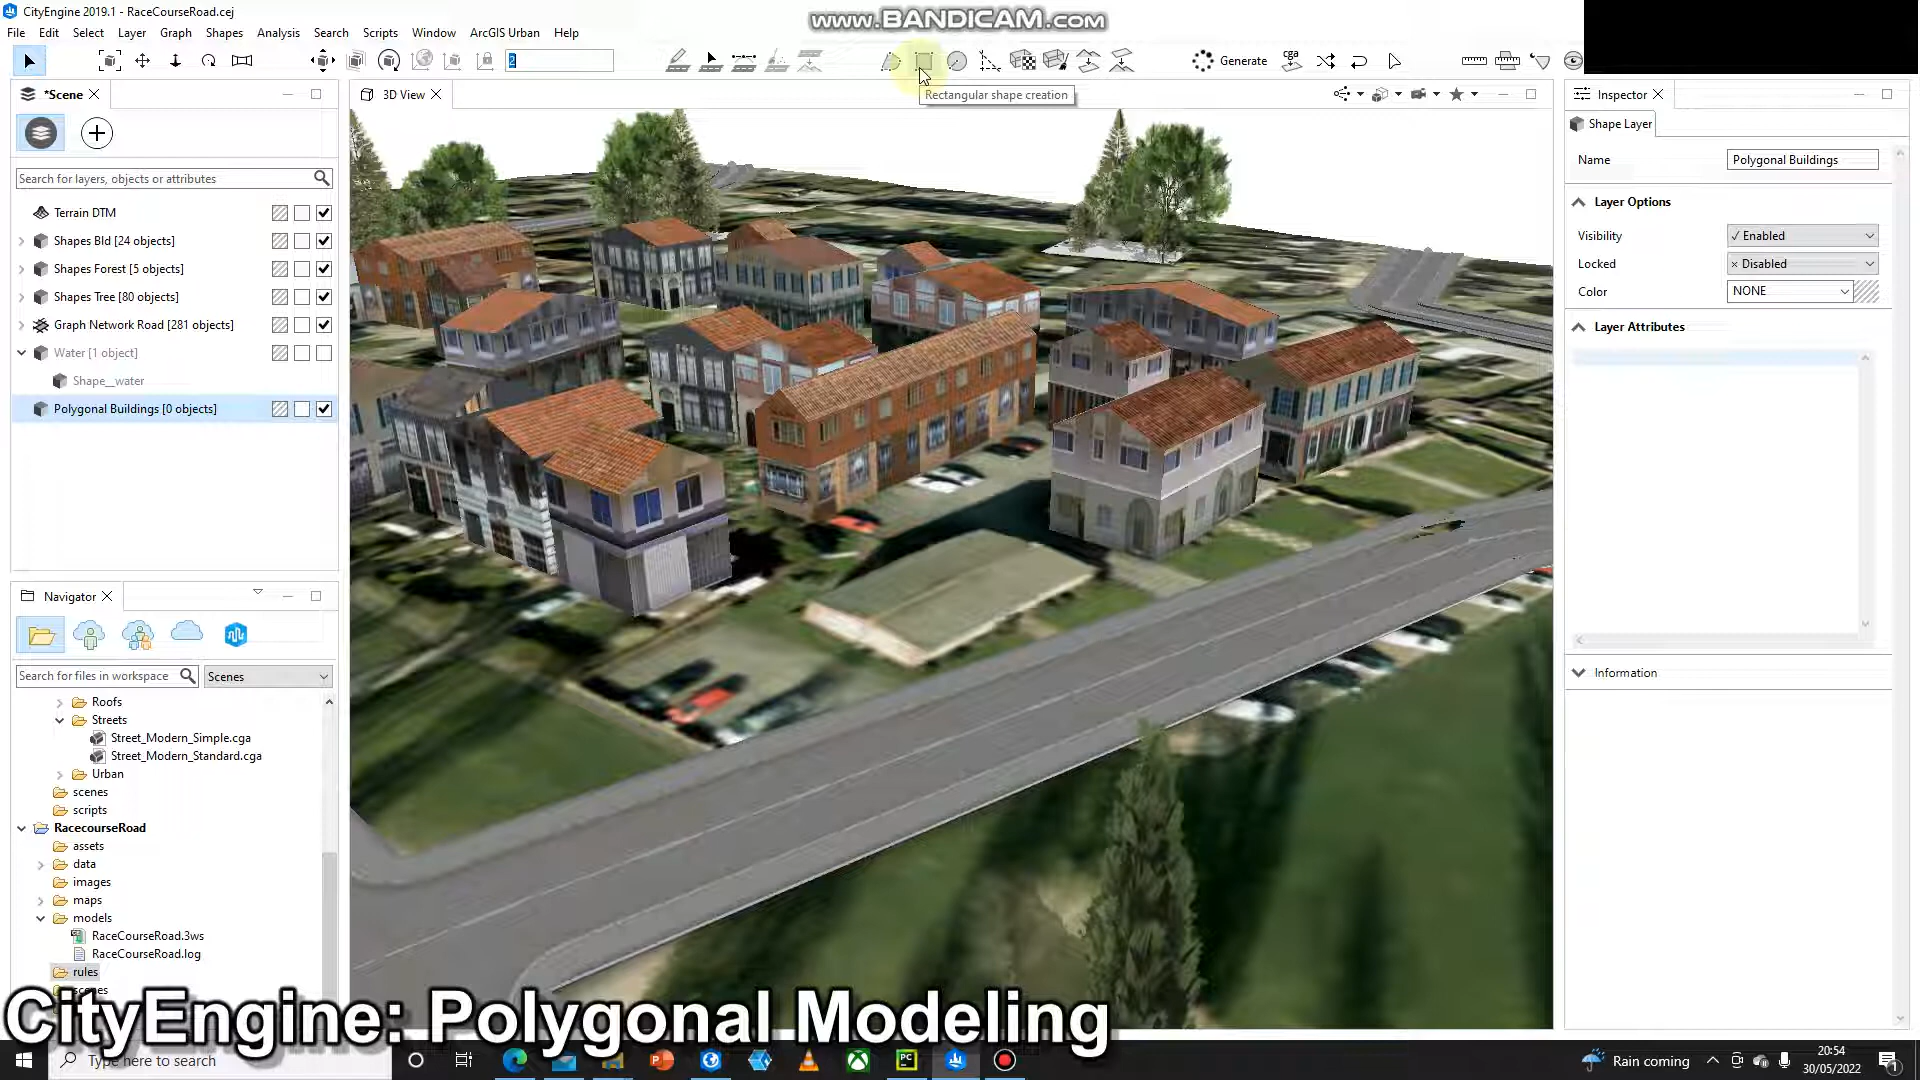 CityEngine 2019.1 - RaceCourseRoad.cej
www.BANDICAM.com
File Edit Select Layer Graph Shapes Analysis Search Scripts Window ArcGIS Urban Help
2
Generate
cga
Rectangular shape creation
*Scene
3D View
Inspector
Shape Layer
Search for layers, objects or attributes
Name Polygonal Buildings
Terrain DTM
Layer Options
Shapes Bld [24 objects]
Visibility ✓ Enabled
Shapes Forest [5 objects]
Locked × Disabled
Shapes Tree [80 objects]
Color NONE
Graph Network Road [281 objects]
Layer Attributes
Water [1 object]
Shape__water
Polygonal Buildings [0 objects]
Information
Navigator
Search for files in workspace
Scenes
Roofs
Streets
Street_Modern_Simple.cga
Street_Modern_Standard.cga
Urban
scenes
scripts
RacecourseRoad
assets
data
images
maps
models
RaceCourseRoad.3ws
RaceCourseRoad.log
rules
scenes
CityEngine: Polygonal Modeling
Type here to search
PC
Rain coming
20:54
30/05/2022
1